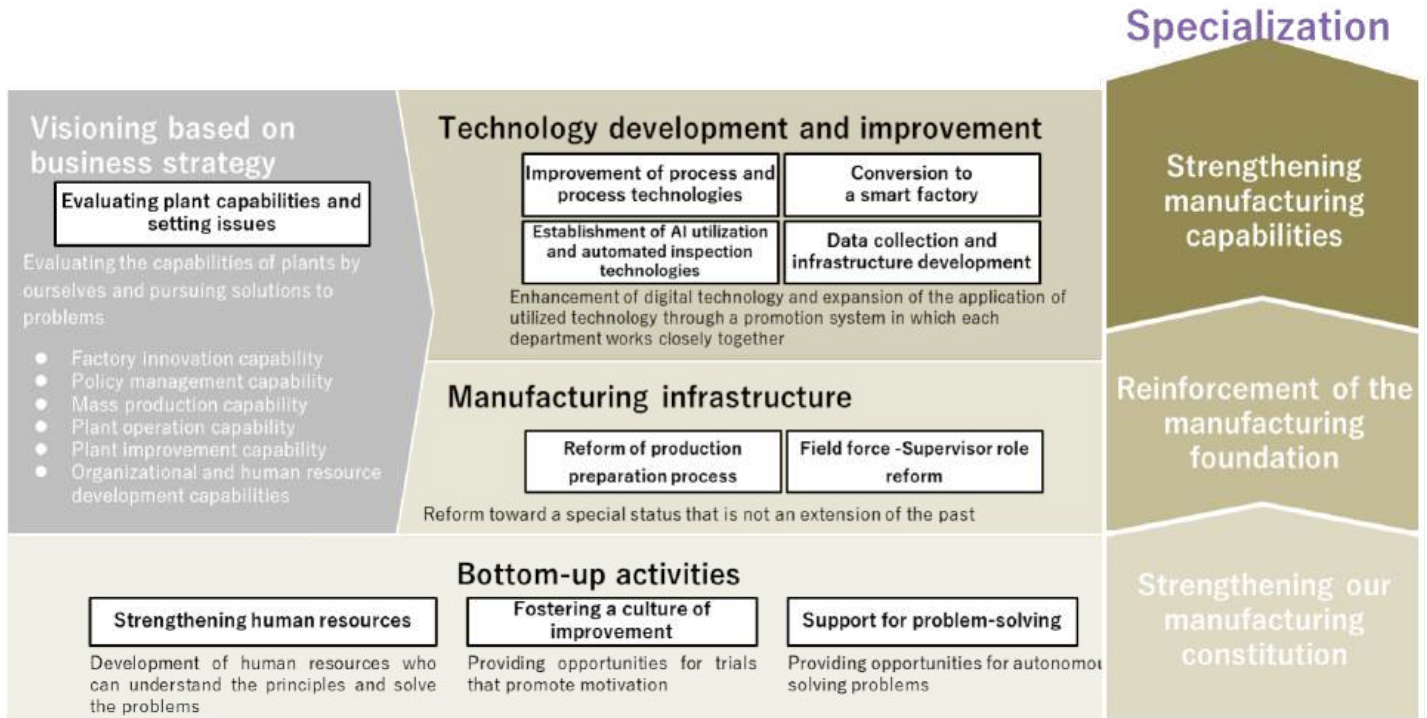 Specialization
Visioning based on
business strategy
Evaluating plant capabilities and
setting issues
Evaluating the capabilities of plants by
ourselves and pursuing solutions to
problems
● Factory innovation capability
● Policy management capability
● Mass production capability
● Plant operation capability
● Plant improvement capability
● Organizational and human resource
development capabilities
Technology development and improvement
Improvement of process and
process technologies
Conversion to
a smart factory
Establishment of AI utilization
and automated inspection
technologies
Data collection and
infrastructure development
Enhancement of digital technology and expansion of the application of
utilized technology through a promotion system in which each
department works closely together
Manufacturing infrastructure
Reform of production
preparation process
Field force -Supervisor role
reform
Reform toward a special status that is not an extension of the past
Bottom-up activities
Strengthening human resources
Development of human resources who
can understand the principles and solve
the problems
Fostering a culture of
improvement
Providing opportunities for trials
that promote motivation
Support for problem-solving
Providing opportunities for autonomou
solving problems
Strengthening
manufacturing
capabilities
Reinforcement of the
manufacturing
foundation
Strengthening our
manufacturing
constitution